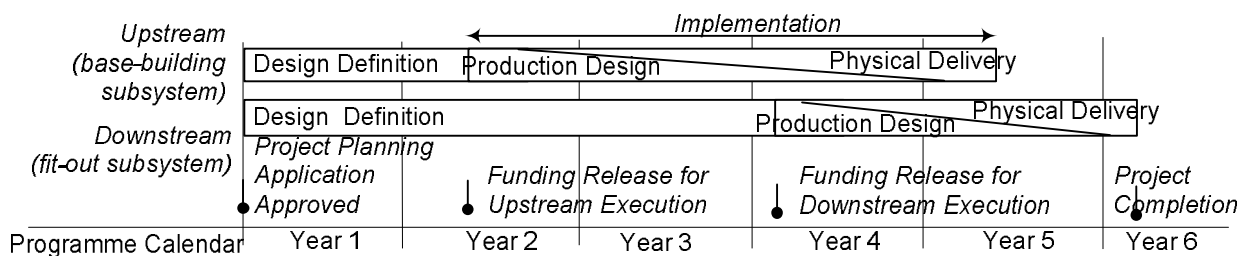 Implementation
Upstream
(base-building
subsystem)
Design Definition
Production Design
Physical Delivery
Downstream
(fit-out subsystem)
Design Definition
Production Design
Physical Delivery
Project Planning
Application
Approved
Funding Release for
Upstream Execution
Funding Release for
Downstream Execution
Project
Completion
Programme Calendar
Year 1
Year 2
Year 3
Year 4
Year 5
Year 6